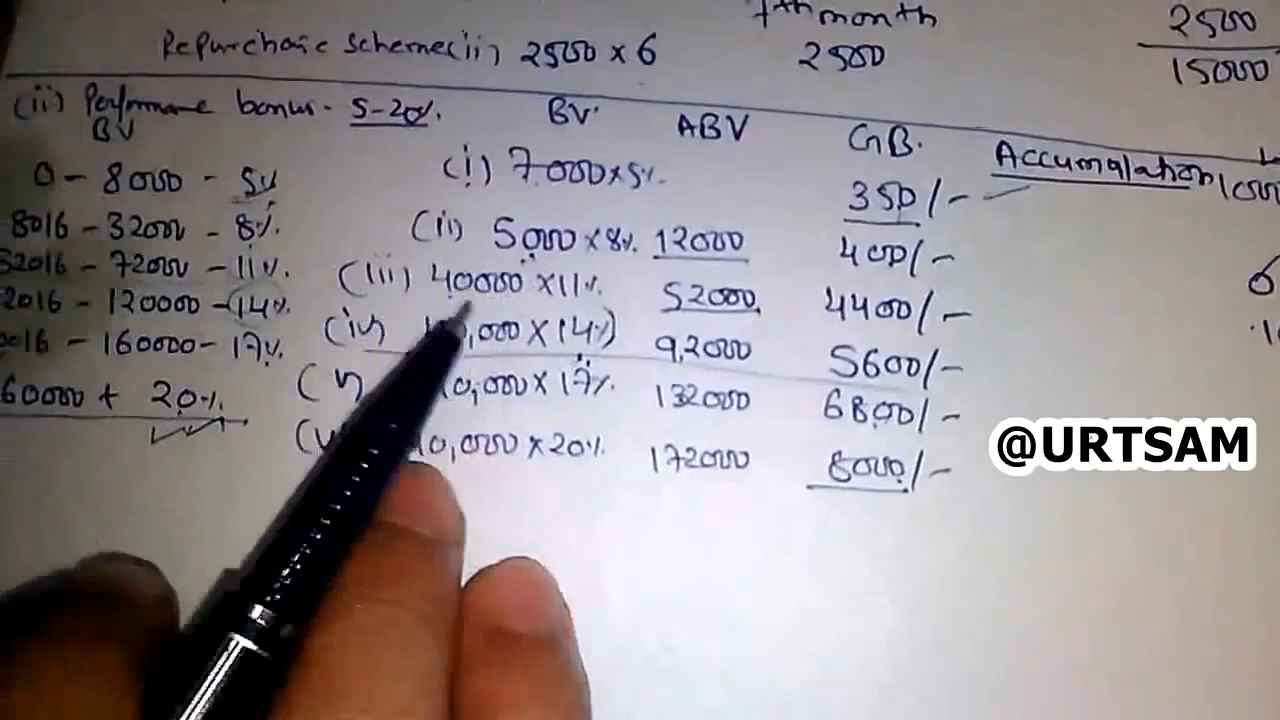 7th month 2500
Repurchase Scheme (ii) 2500 × 6 2500 15000
(ii) Performance bonus - 5-20%. BV ABV GB. Accumalation
BV
0 - 8000 - 5% (i) 7000×5%. 350/-
8016 - 32000 - 8%. (ii) 5000×8%. 12000 400/-
32016 - 72000 - 11%. (iii) 40000 ×11%. 52000. 4400/-
2016 - 120000 - 14%. (iv) ,000 × 14%) 92000 5600/-
016 - 160000 - 17%. (v) 0,000 × 17%. 132000 6800/-
60000 + 20%. 0,000 × 20%. 172000 8000/-
@URTSAM